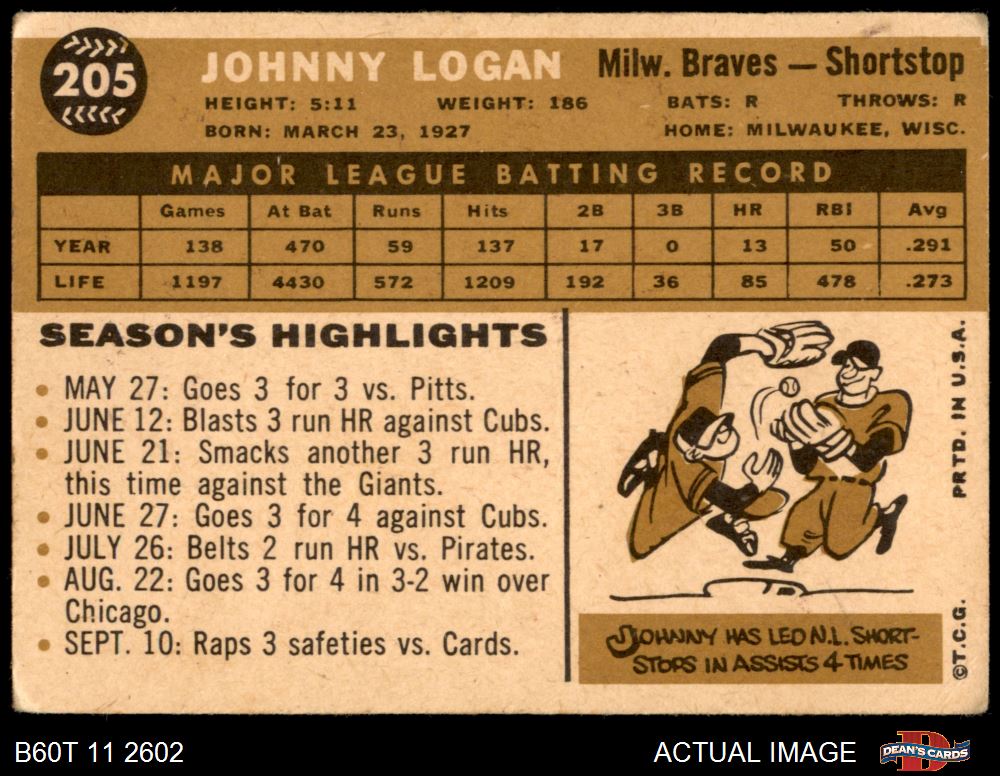 205
JOHNNY LOGAN Milw. Braves — Shortstop
HEIGHT: 5:11 WEIGHT: 186 BATS: R THROWS: R
BORN: MARCH 23, 1927 HOME: MILWAUKEE, WISC.
MAJOR LEAGUE BATTING RECORD
Games At Bat Runs Hits 2B 3B HR RBI Avg
YEAR 138 470 59 137 17 0 13 50 .291
LIFE 1197 4430 572 1209 192 36 85 478 .273
SEASON'S HIGHLIGHTS
• MAY 27: Goes 3 for 3 vs. Pitts.
• JUNE 12: Blasts 3 run HR against Cubs.
• JUNE 21: Smacks another 3 run HR,
this time against the Giants.
• JUNE 27: Goes 3 for 4 against Cubs.
• JULY 26: Belts 2 run HR vs. Pirates.
• AUG. 22: Goes 3 for 4 in 3-2 win over
Chicago.
• SEPT. 10: Raps 3 safeties vs. Cards.
JOHNNY HAS LED N.L. SHORT-
STOPS IN ASSISTS 4 TIMES
©T.C.G. PRTD. IN U.S.A.
B60T 11 2602 ACTUAL IMAGE DEAN'S CARDS